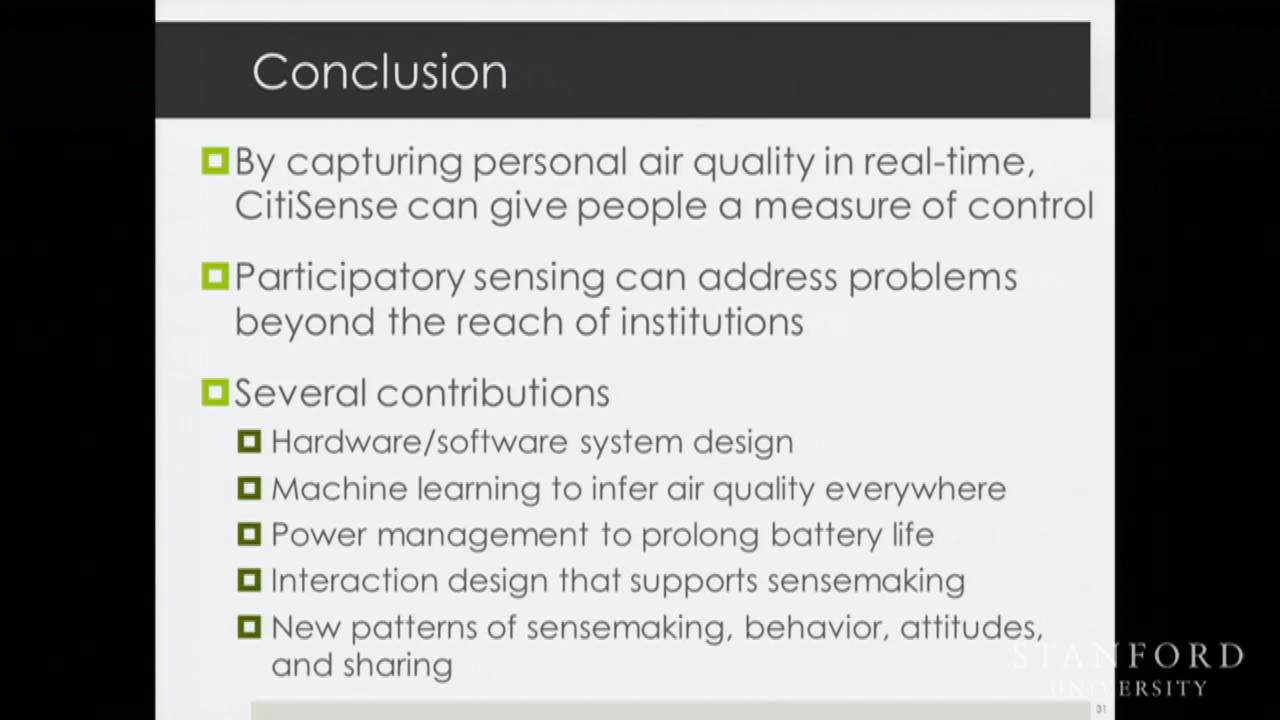 Conclusion
By capturing personal air quality in real-time,
CitiSense can give people a measure of control
Participatory sensing can address problems
beyond the reach of institutions
Several contributions
Hardware/software system design
Machine learning to infer air quality everywhere
Power management to prolong battery life
Interaction design that supports sensemaking
New patterns of sensemaking, behavior, attitudes,
and sharing
STANFORD
UNIVERSITY
31